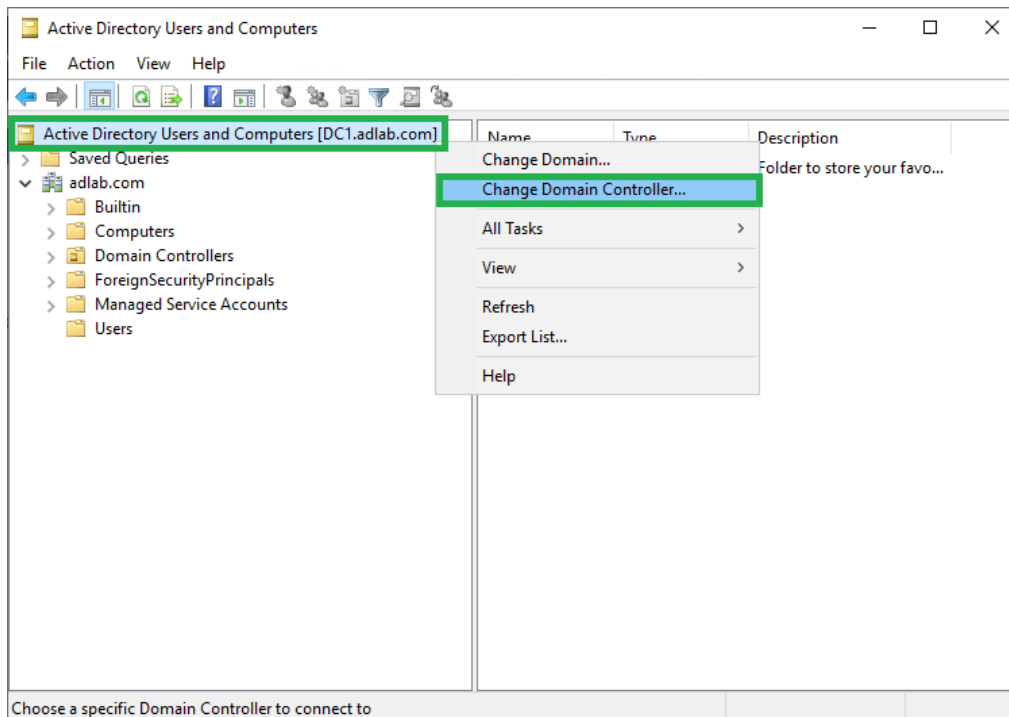 Active Directory Users and Computers
File Action View Help
Active Directory Users and Computers [DC1.adlab.com]
Saved Queries
adlab.com
Builtin
Computers
Domain Controllers
ForeignSecurityPrincipals
Managed Service Accounts
Users
Name Type Description
Folder to store your favo...
Change Domain...
Change Domain Controller...
All Tasks
View
Refresh
Export List...
Help
Choose a specific Domain Controller to connect to